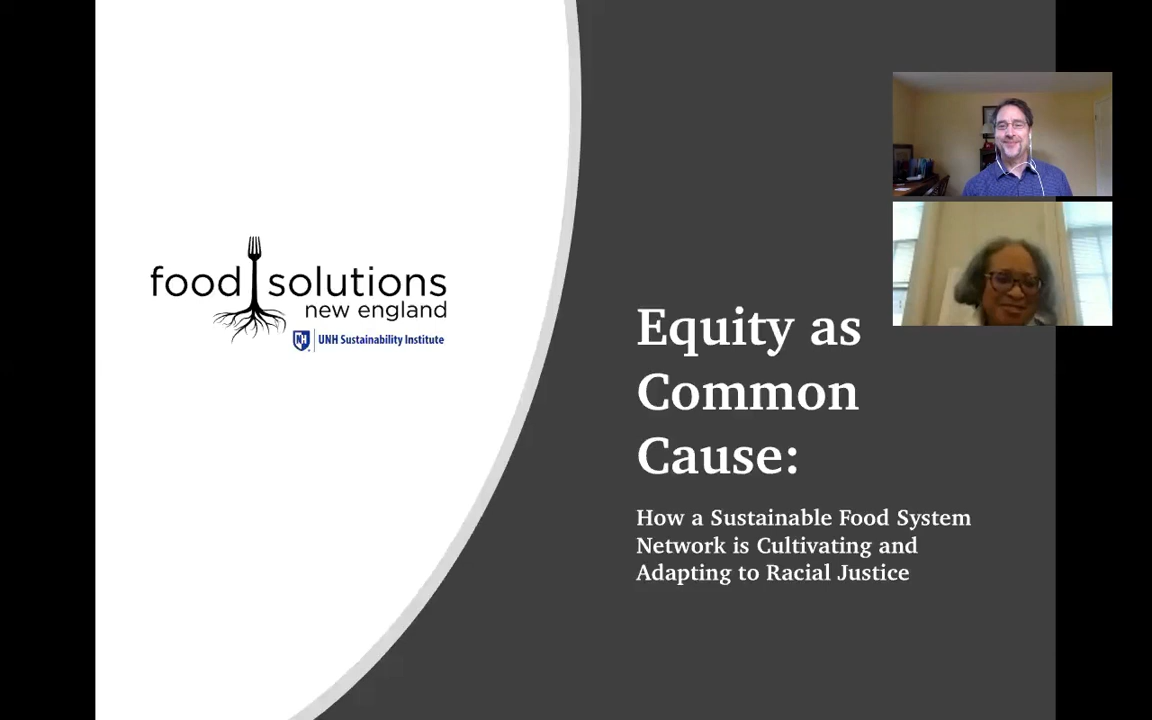 food solutions
new england
UNH Sustainability Institute
Equity as
Common
Cause:
How a Sustainable Food System
Network is Cultivating and
Adapting to Racial Justice